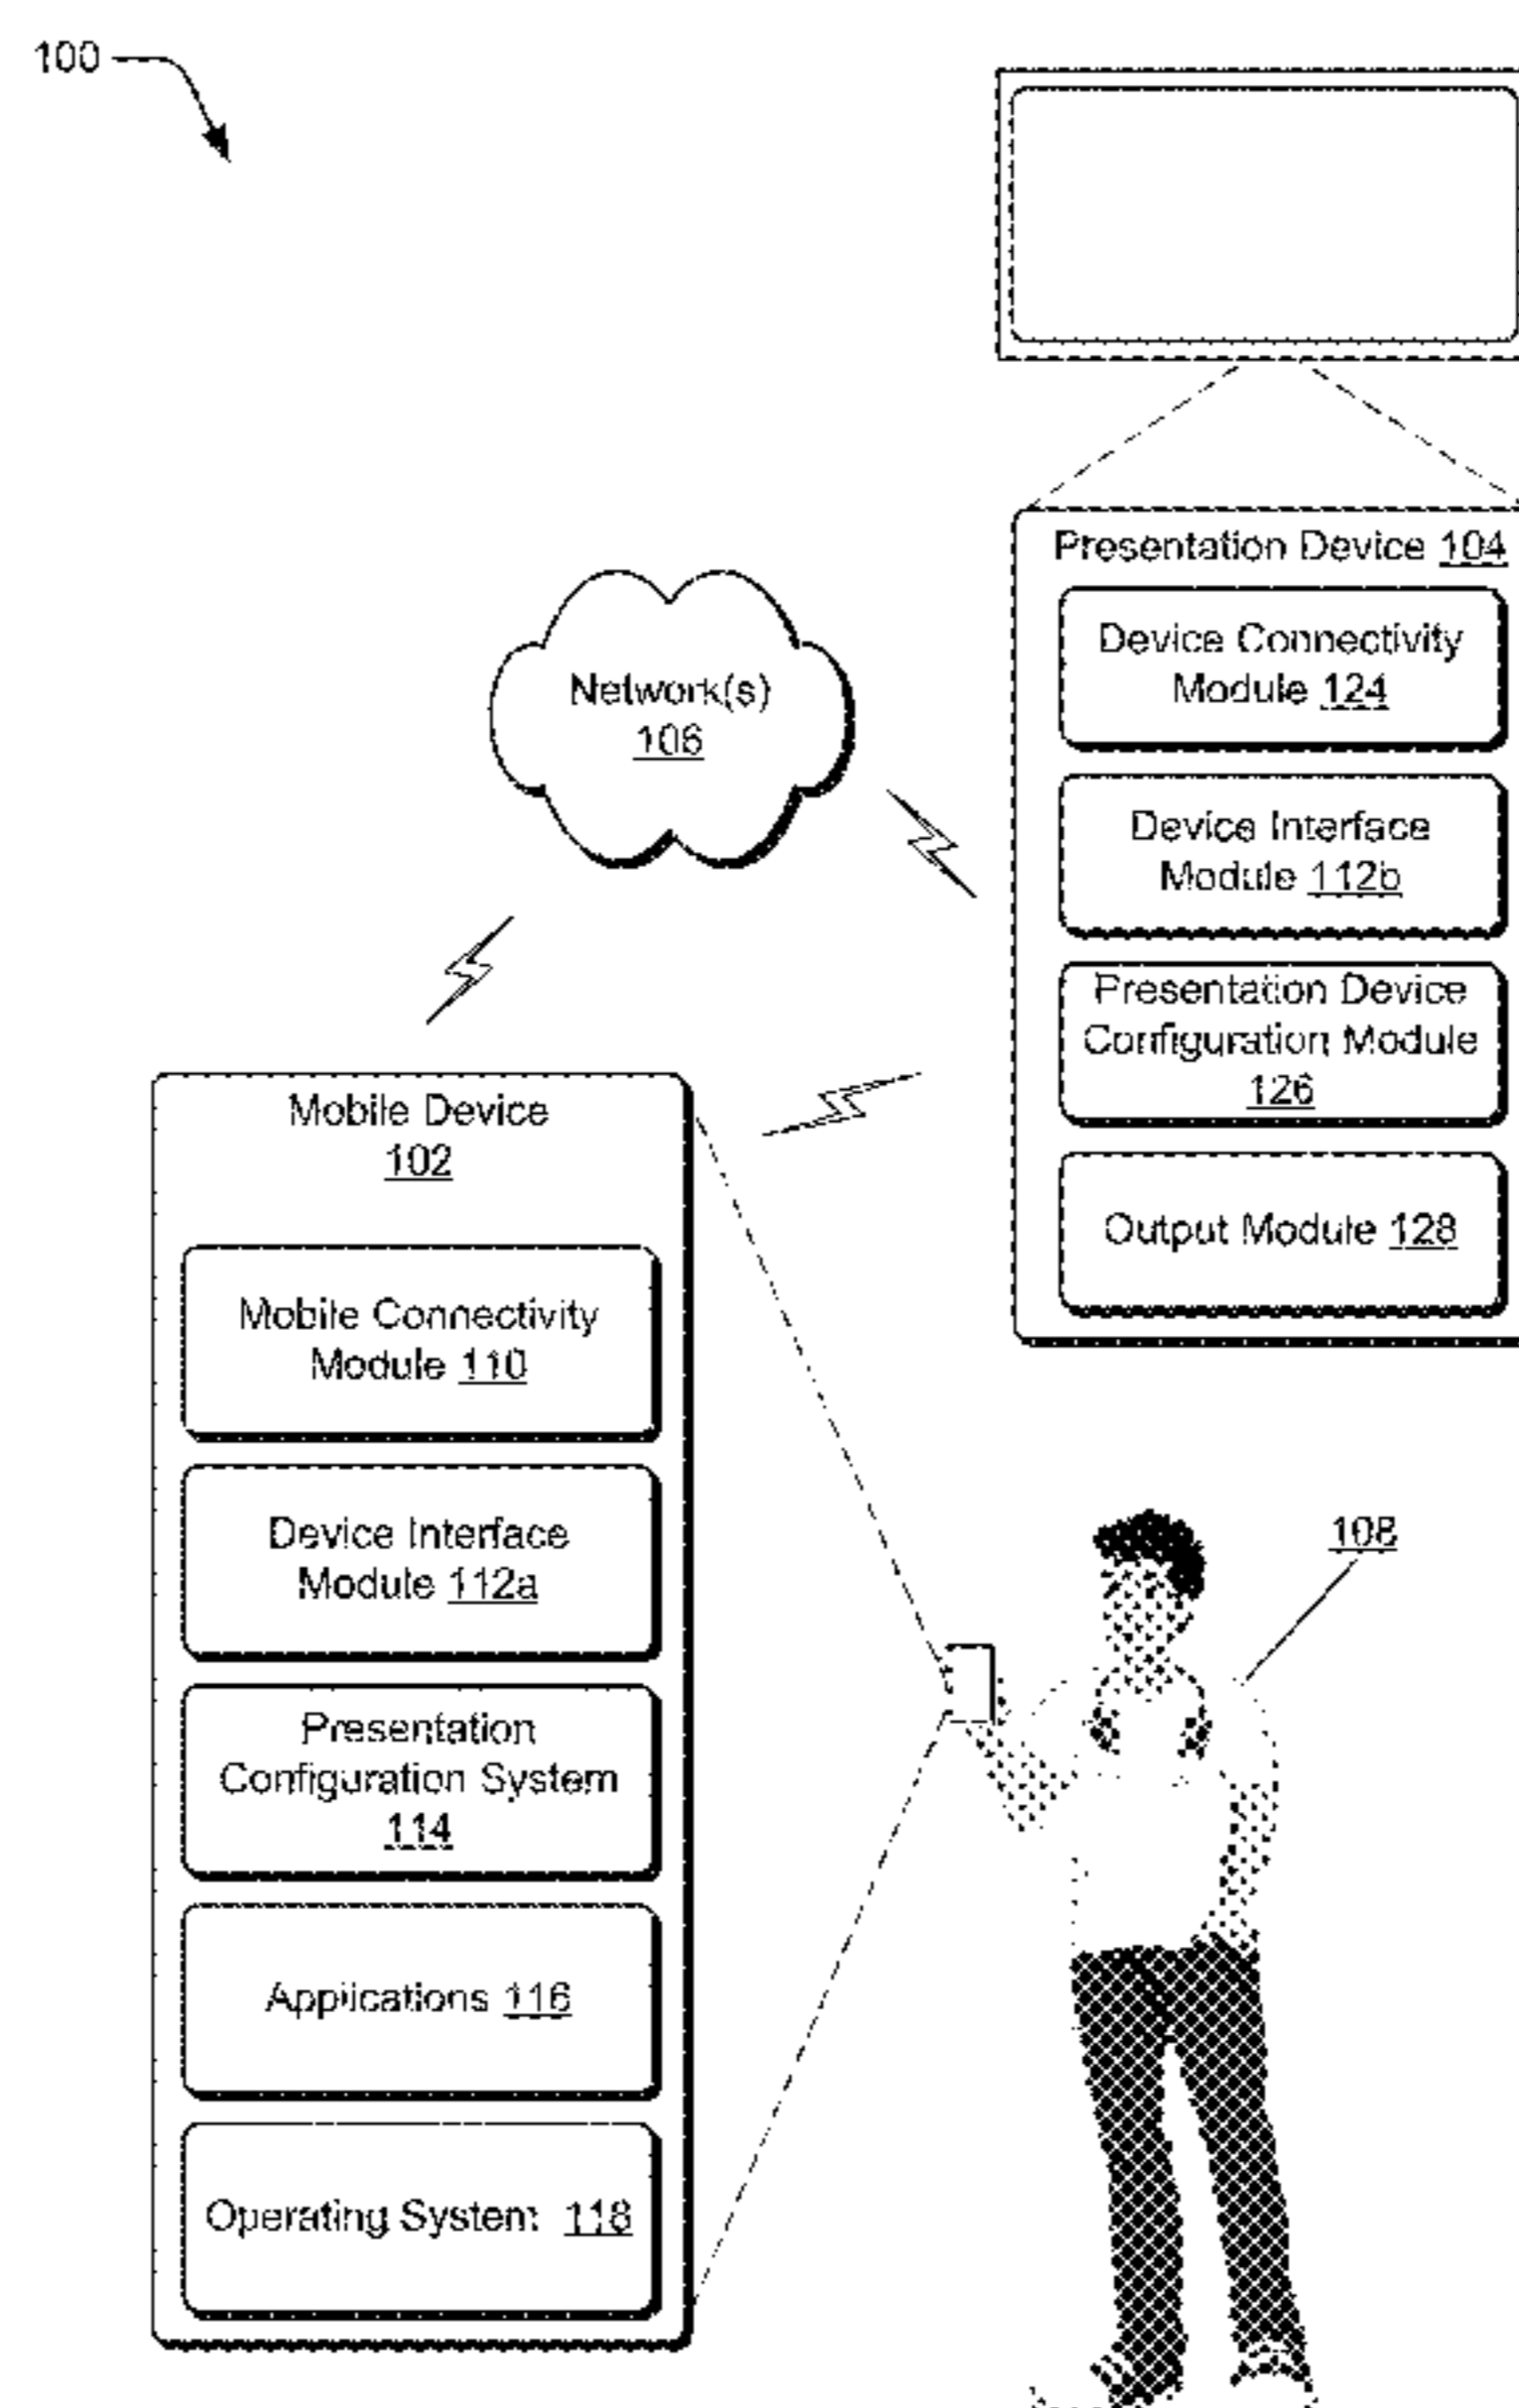 100
Presentation Device 104
Device Connectivity
Module 124
Device Interface
Module 112b
Presentation Device
Configuration Module
126
Output Module 128
Network(s)
106
Mobile Device
102
Mobile Connectivity
Module 110
Device Interface
Module 112a
Presentation
Configuration System
114
Applications 116
Operating System 118
108